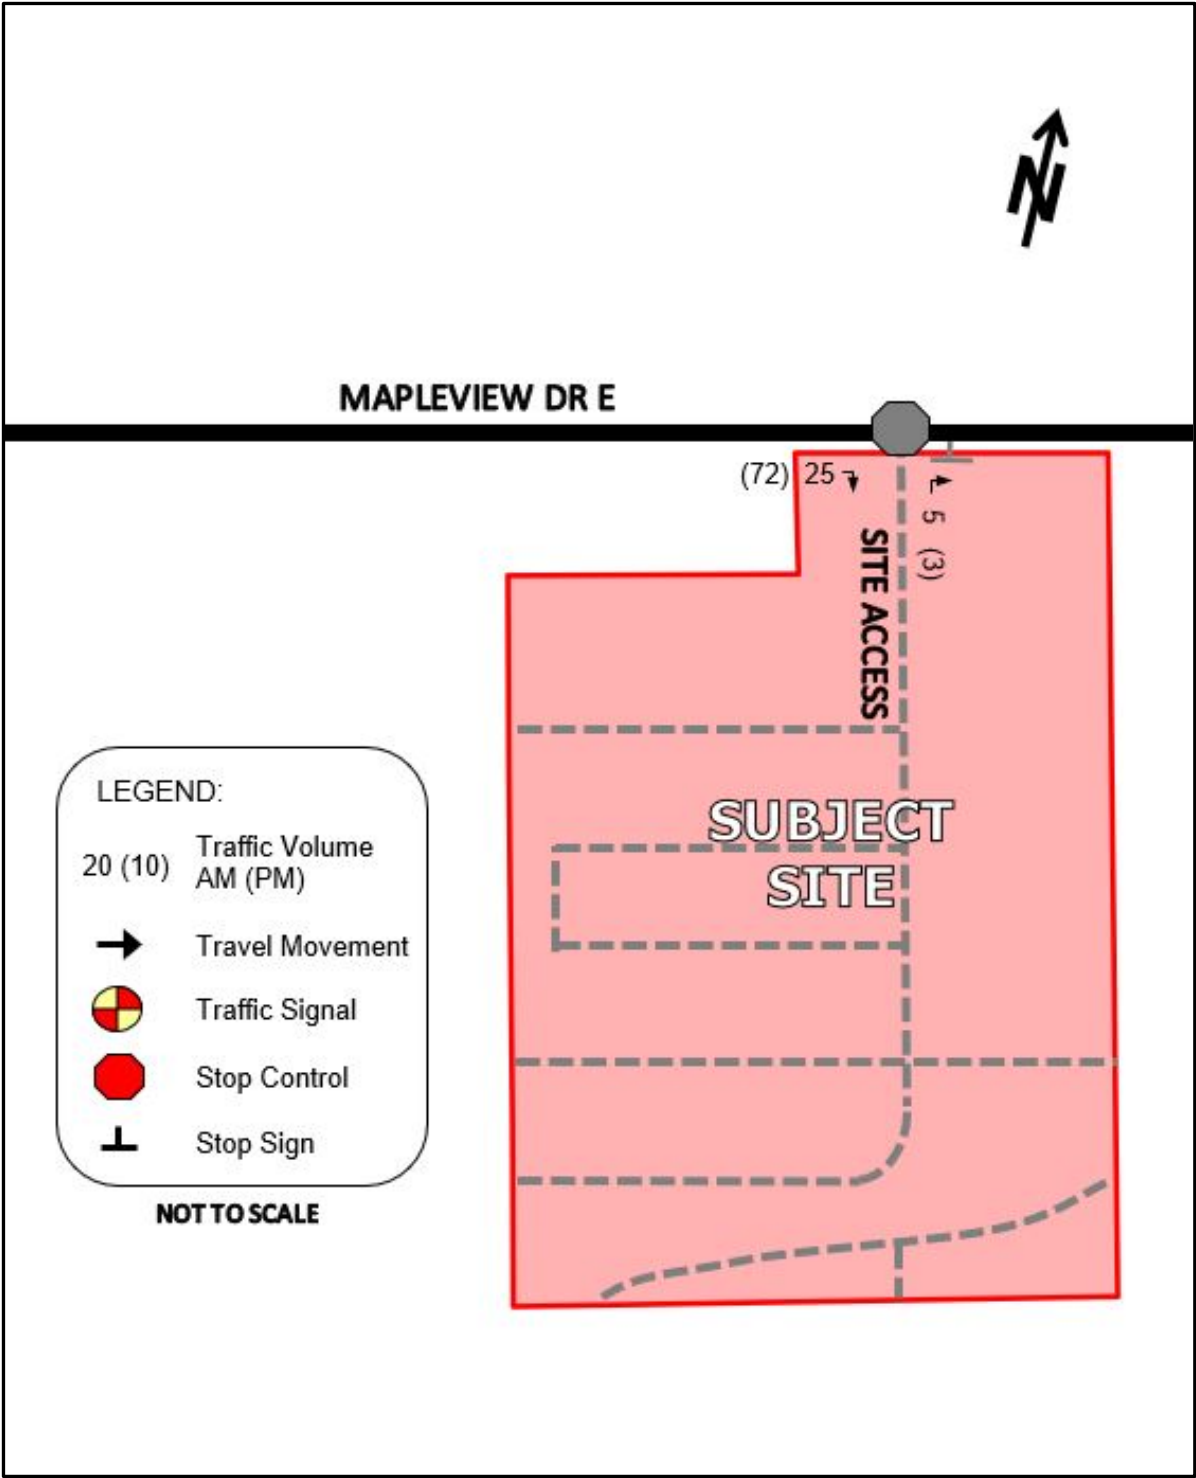 N
MAPLEVIEW DR E
(72) 25
5 (3)
SITE ACCESS
SUBJECT
SITE
LEGEND:
20 (10)
Traffic Volume
AM (PM)
Travel Movement
Traffic Signal
Stop Control
Stop Sign
NOT TO SCALE